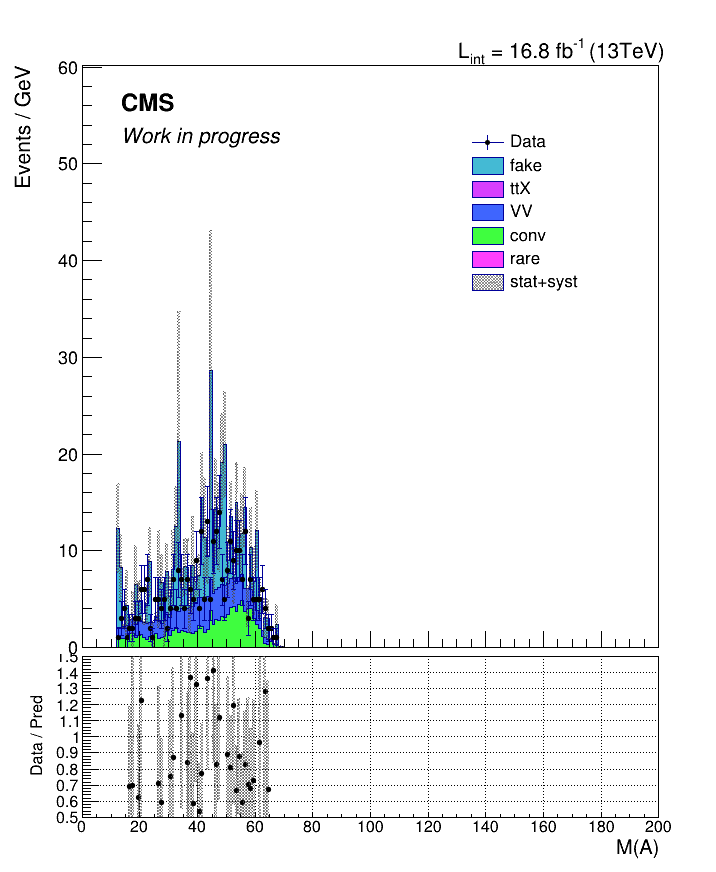 L_int = 16.8 fb^-1 (13TeV)
Events / GeV
60
50
40
30
20
10
0
CMS
Work in progress
Data
fake
ttX
VV
conv
rare
stat+syst
Data / Pred
1.5
1.4
1.3
1.2
1.1
1
0.9
0.8
0.7
0.6
0.5
0 20 40 60 80 100 120 140 160 180 200
M(A)